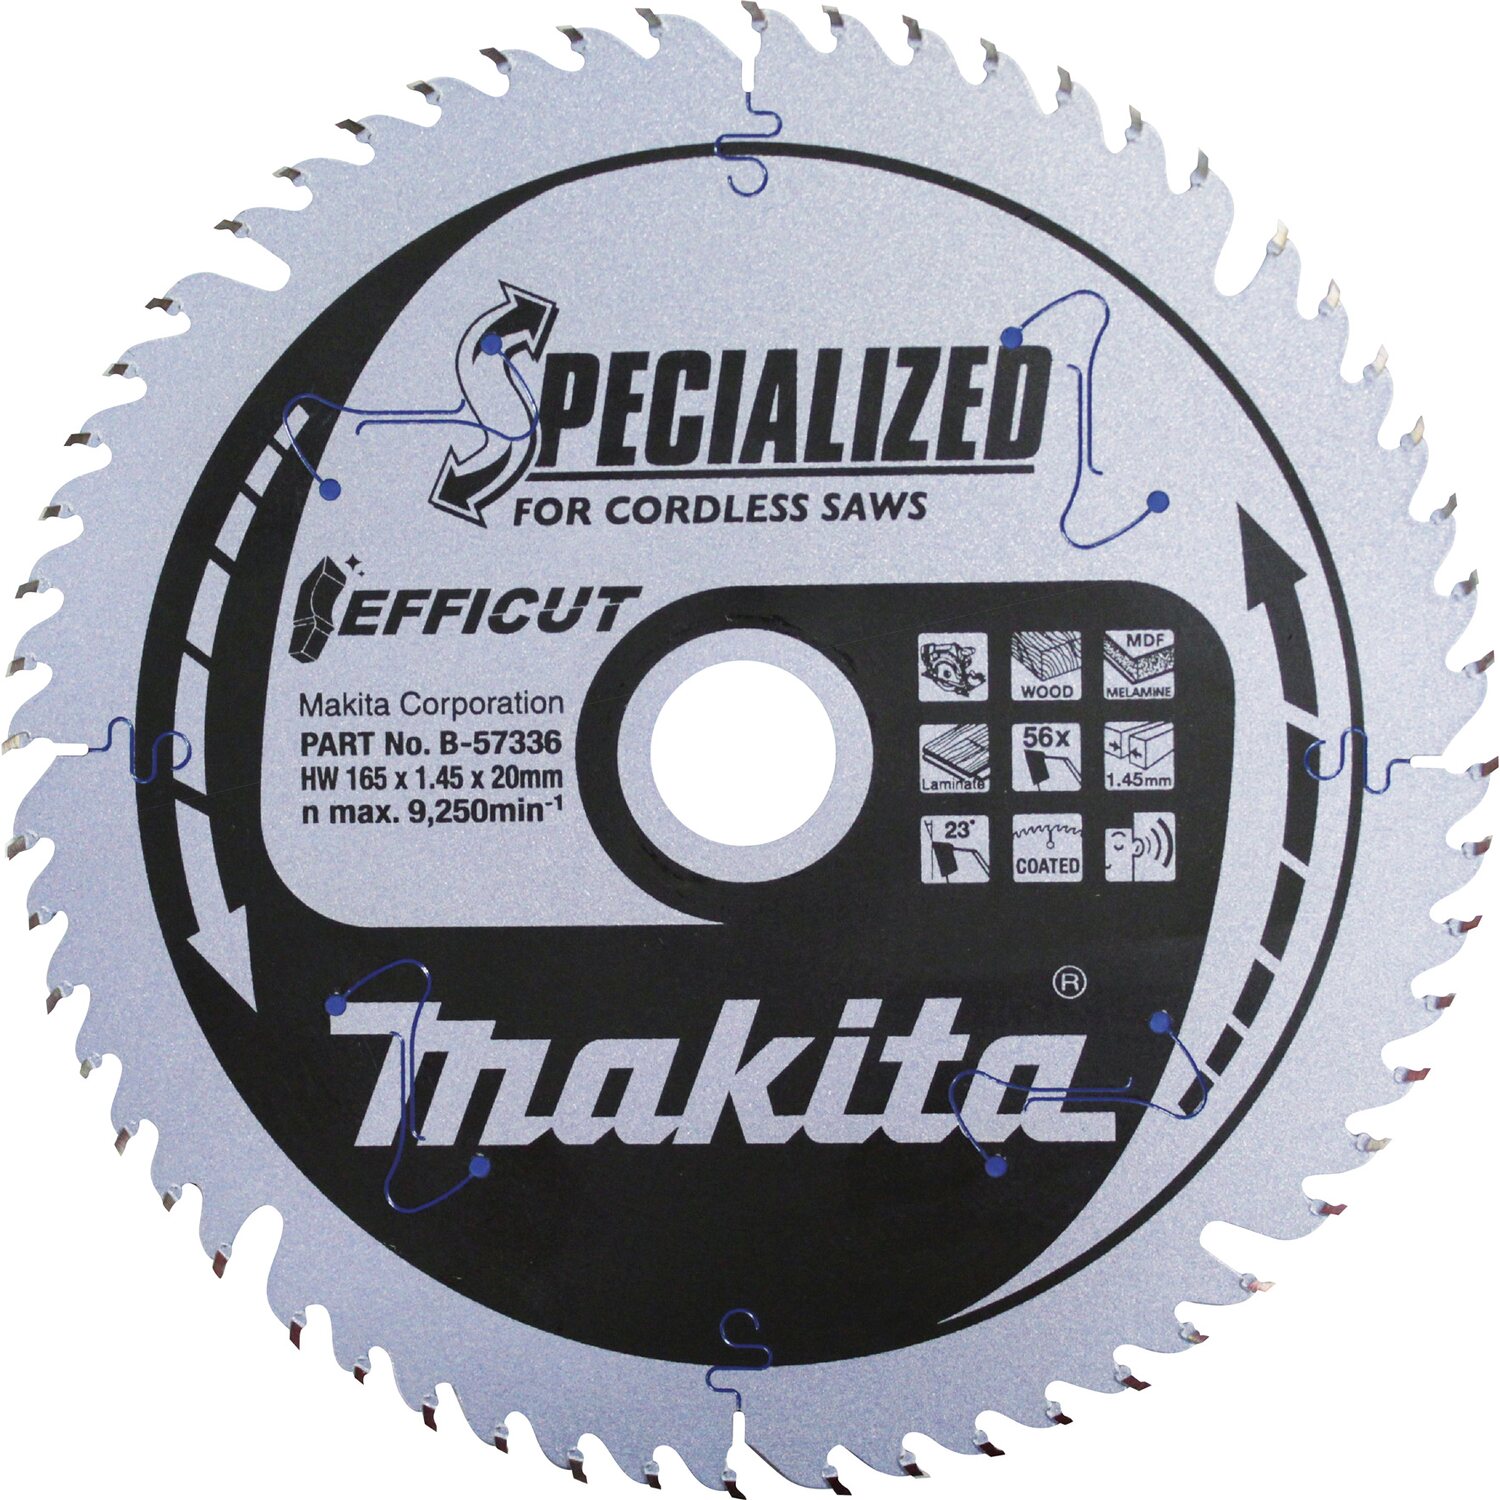 SPECIALIZED
FOR CORDLESS SAWS
EFFICUT
Makita Corporation
PART No. B-57336
HW 165 x 1.45 x 20mm
n max. 9,250min-1
WOOD
MDF
MELAMINE
Laminate
56x
1.45mm
23°
COATED
makita®